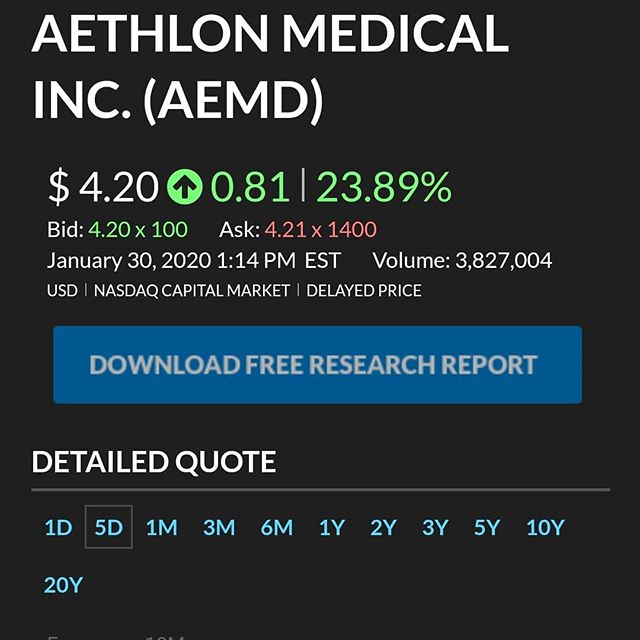 AETHLON MEDICAL
INC. (AEMD)
$ 4.20 0.81 | 23.89%
Bid: 4.20 x 100 Ask: 4.21 x 1400
January 30, 2020 1:14 PM EST Volume: 3,827,004
USD | NASDAQ CAPITAL MARKET | DELAYED PRICE
DOWNLOAD FREE RESEARCH REPORT
DETAILED QUOTE
1D 5D 1M 3M 6M 1Y 2Y 3Y 5Y 10Y
20Y